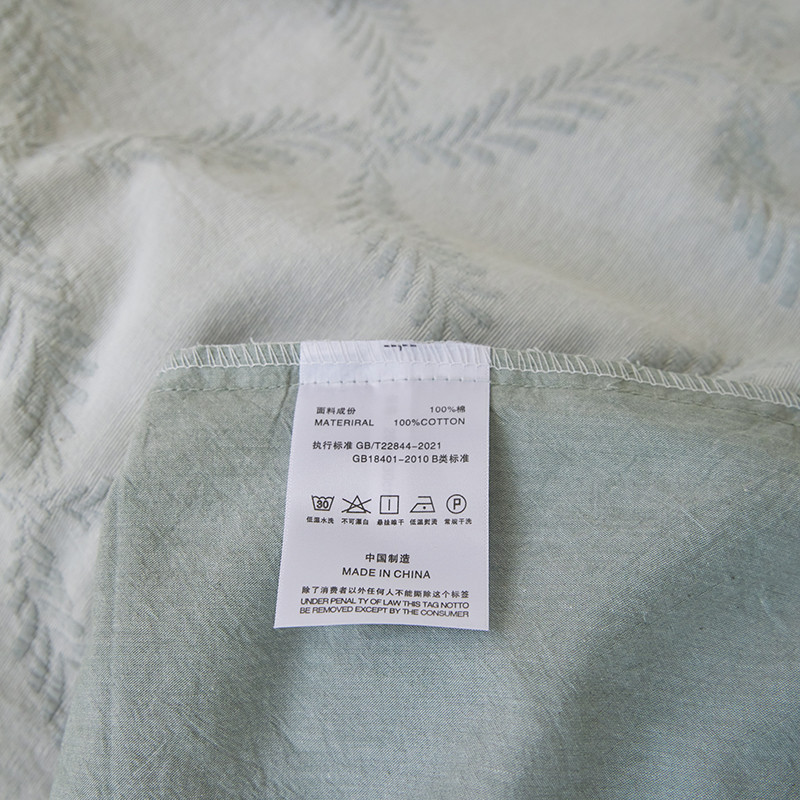 面料成份 100%棉
MATERIRAL 100%COTTON
执行标准 GB/T22844-2021
GB18401-2010 B类标准
30
P
低温水洗 不可漂白 悬挂晾干 低温熨烫 常规干洗
中国制造
MADE IN CHINA
除了消费者以外任何人不能撕除这个标签
UNDER PENAL TY OF LAW THIS TAG NOTTO
BE REMOVED EXCEPT BY THE CONSUMER